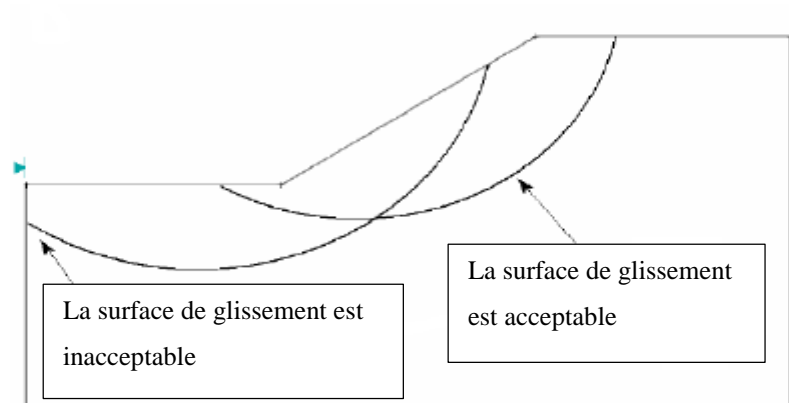 La surface de glissement est
inacceptable
La surface de glissement
est acceptable